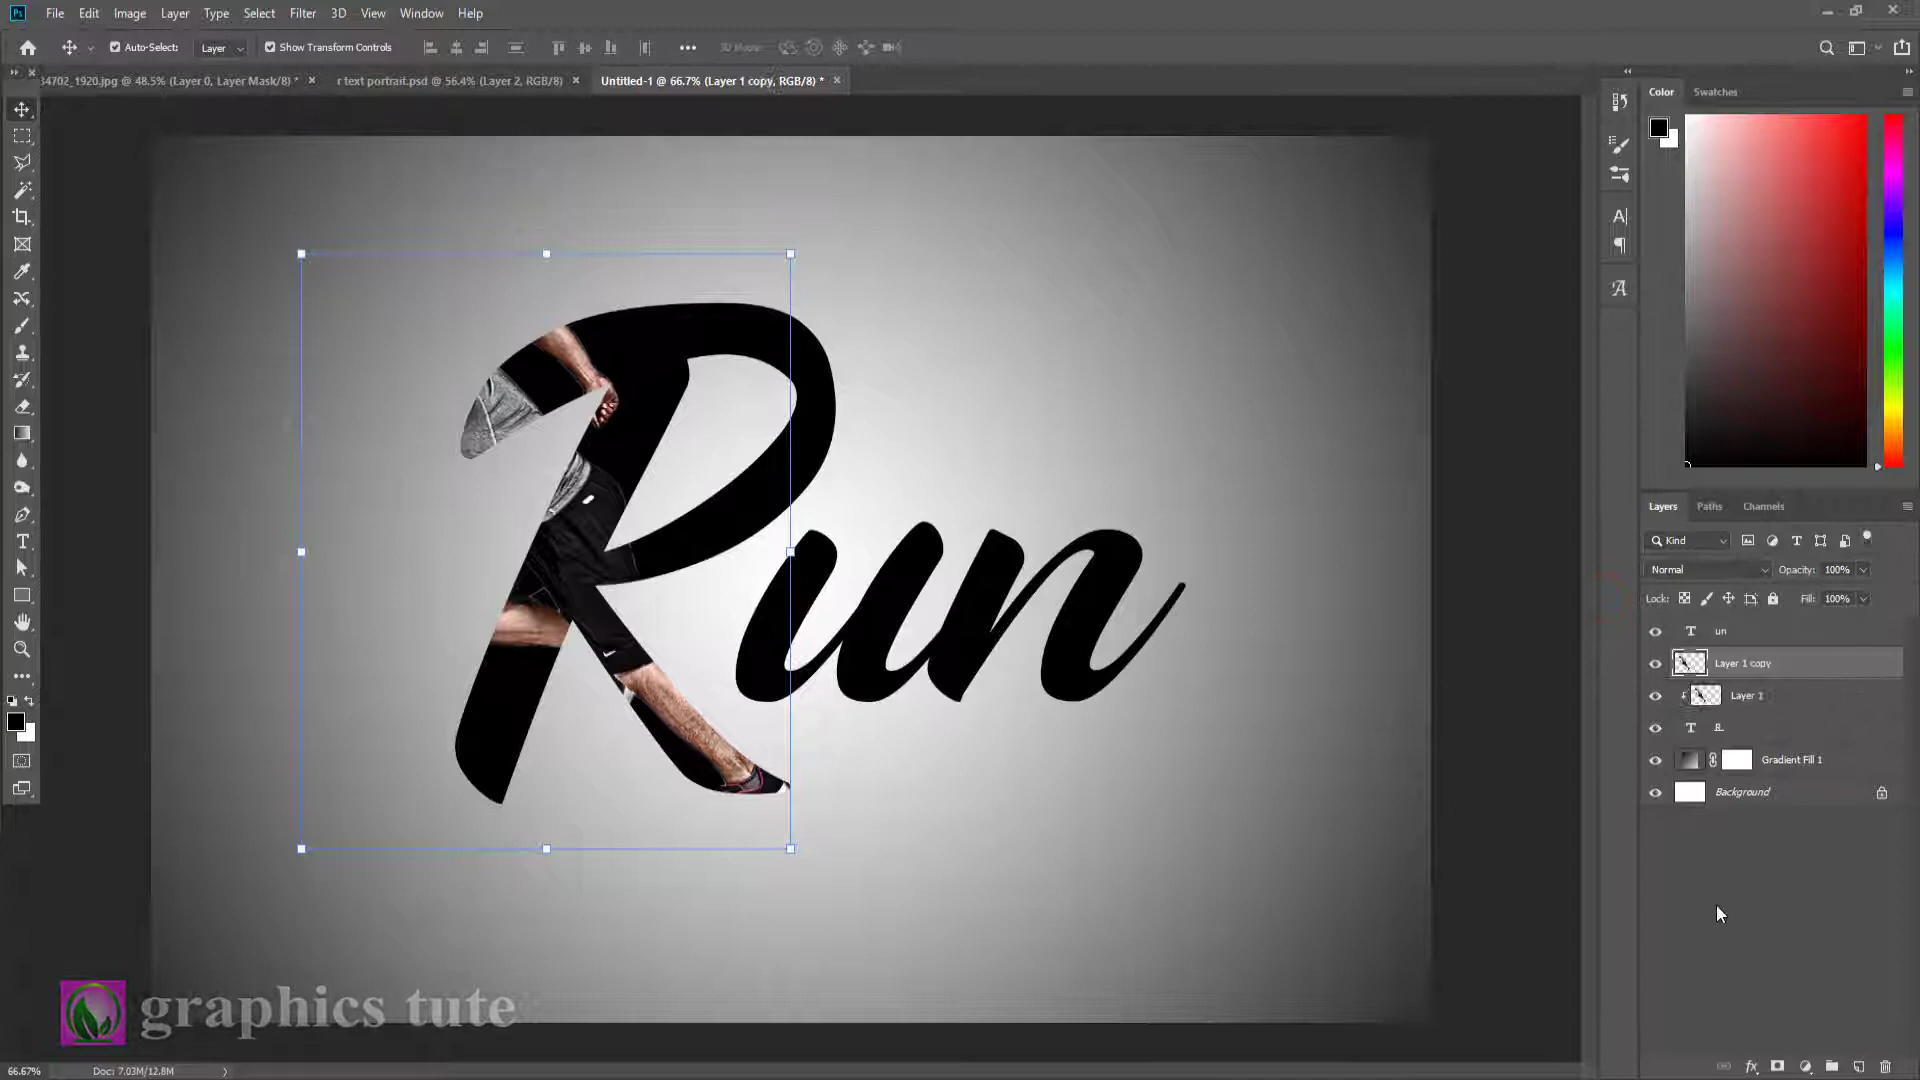 Ps File Edit Image Layer Type Select Filter 3D View Window Help
Auto-Select: Layer Show Transform Controls 3D Mode:
34702_1920.jpg @ 48.5% (Layer 0, Layer Mask/8) * × r text portrait.psd @ 56.4% (Layer 2, RGB/8) × Untitled-1 @ 66.7% (Layer 1 copy, RGB/8) * ×
Color Swatches
Run
Layers Paths Channels
Kind
Normal Opacity: 100%
Lock: Fill: 100%
T un
Layer 1 copy
Layer 1
T R
Gradient Fill 1
Background
graphics tute
66.67% Doc: 7.03M/12.8M